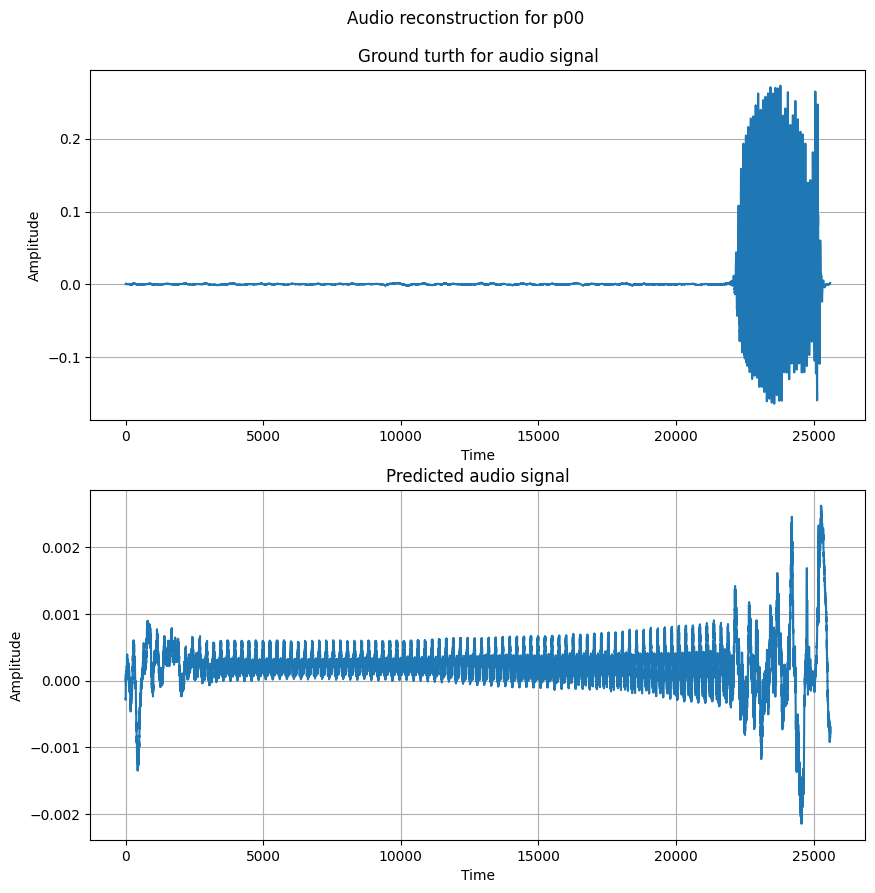 Audio reconstruction for p00
Ground turth for audio signal
0.2
0.1
0.0
−0.1
Amplitude
0 5000 10000 15000 20000 25000
Time
Predicted audio signal
0.002
0.001
0.000
−0.001
−0.002
Amplitude
0 5000 10000 15000 20000 25000
Time